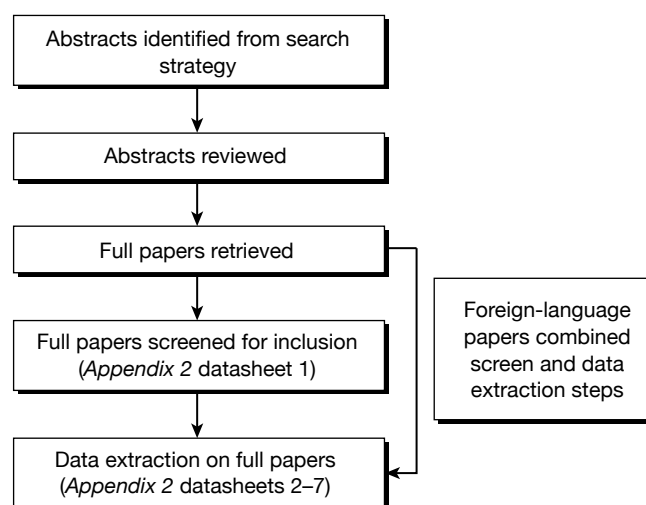 Abstracts identified from search
strategy
Abstracts reviewed
Full papers retrieved
Full papers screened for inclusion
(Appendix 2 datasheet 1)
Data extraction on full papers
(Appendix 2 datasheets 2–7)
Foreign-language
papers combined
screen and data
extraction steps